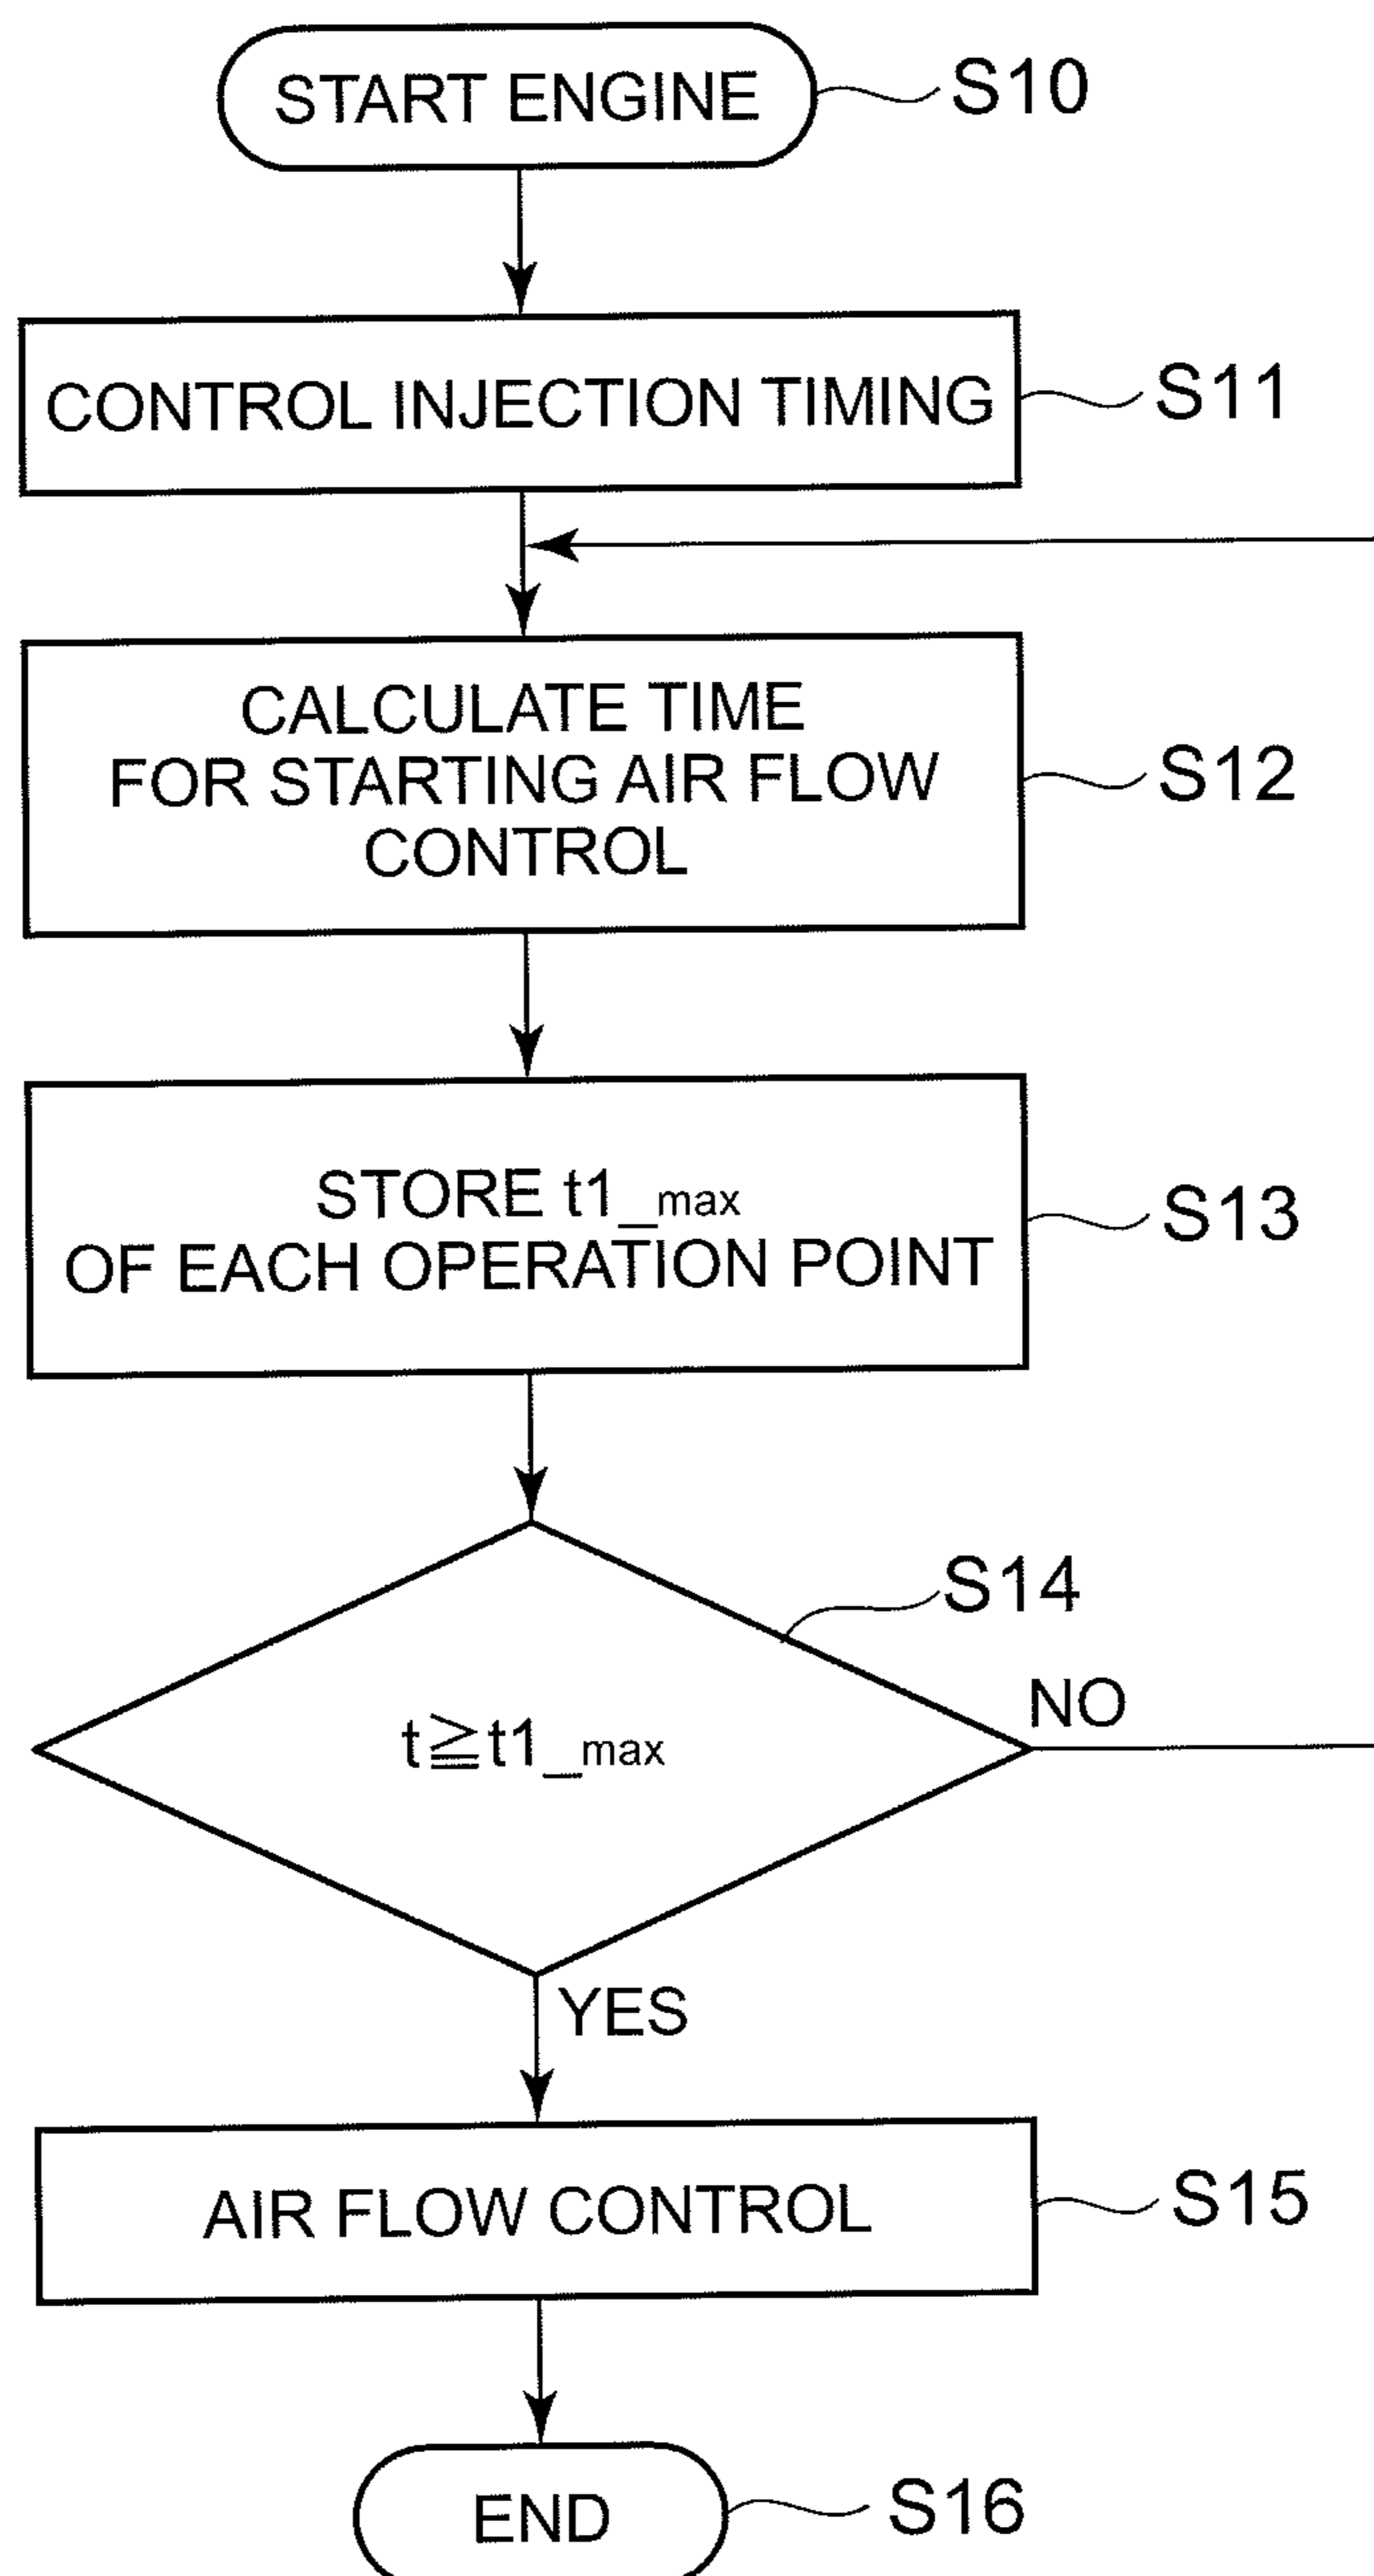 START ENGINE
S10
CONTROL INJECTION TIMING
S11
CALCULATE TIME
FOR STARTING AIR FLOW
CONTROL
S12
STORE t1_max
OF EACH OPERATION POINT
S13
S14
t≧t1_max
NO
YES
AIR FLOW CONTROL
S15
END
S16